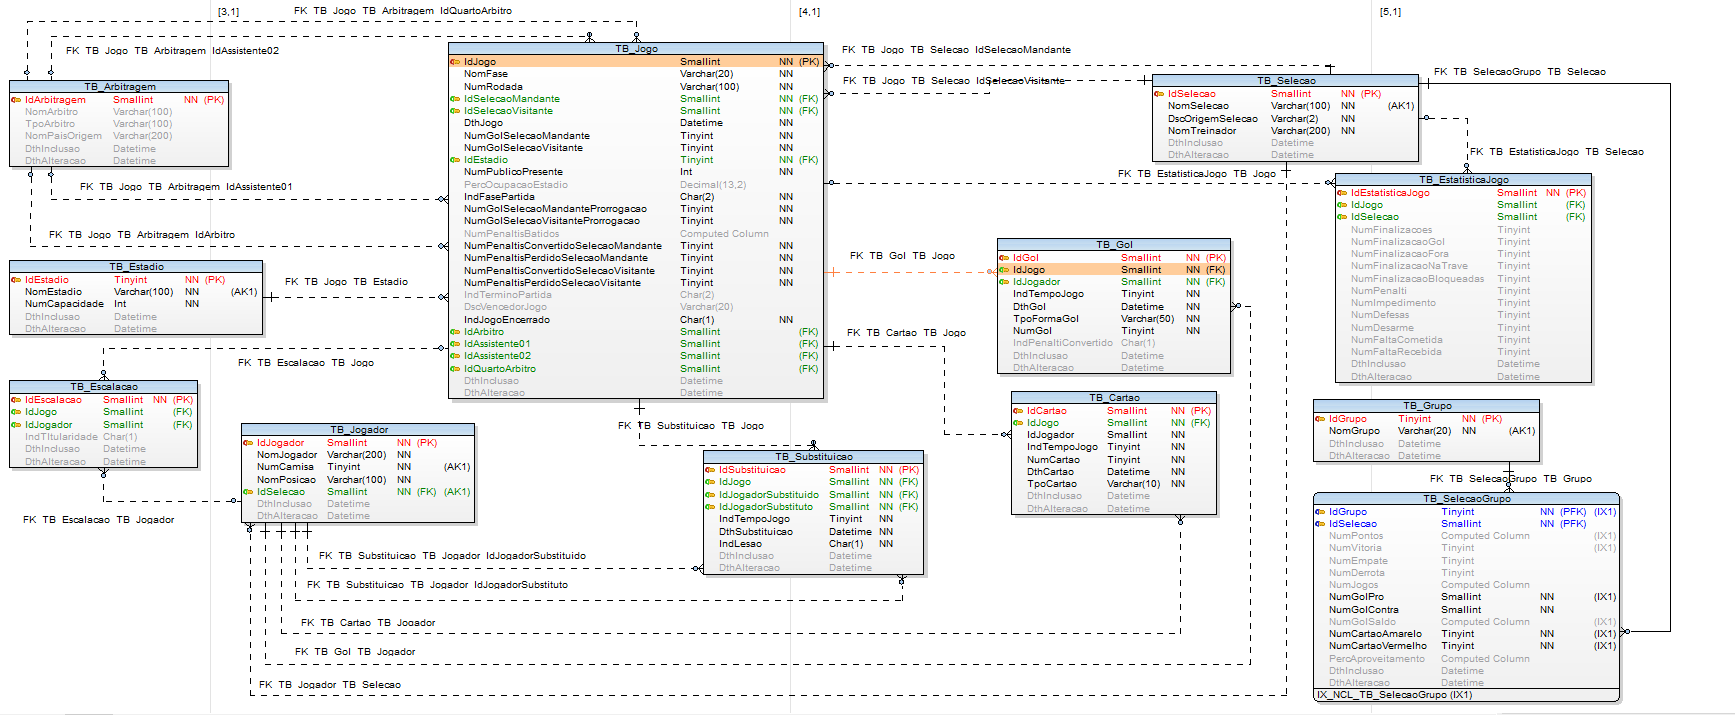 [3,1]
[4,1]
[5,1]
FK TB Jogo TB Arbitragem IdQuartoArbitro
FK TB Jogo TB Arbitragem IdAssistente02
TB_Arbitragem
IdArbitragem Smallint NN (PK)
NomArbitro Varchar(100)
TpoArbitro Varchar(100)
NomPaisOrigem Varchar(200)
DthInclusao Datetime
DthAlteracao Datetime
FK TB Jogo TB Arbitragem IdAssistente01
FK TB Jogo TB Arbitragem IdArbitro
TB_Estadio
IdEstadio Tinyint NN (PK)
NomEstadio Varchar(100) NN (AK1)
NumCapacidade Int NN
DthInclusao Datetime
DthAlteracao Datetime
FK TB Jogo TB Estadio
FK TB Escalacao TB Jogo
TB_Escalacao
IdEscalacao Smallint NN (PK)
IdJogo Smallint (FK)
IdJogador Smallint (FK)
IndTitularidade Char(1)
DthInclusao Datetime
DthAlteracao Datetime
FK TB Escalacao TB Jogador
TB_Jogo
IdJogo Smallint NN (PK)
NomFase Varchar(20) NN
NumRodada Varchar(100) NN
IdSelecaoMandante Smallint NN (FK)
IdSelecaoVisitante Smallint NN (FK)
DthJogo Datetime NN
NumGolSelecaoMandante Tinyint NN
NumGolSelecaoVisitante Tinyint NN
IdEstadio Tinyint NN (FK)
NumPublicoPresente Int NN
PercOcupacaoEstadio Decimal(13,2)
IndFasePartida Char(2) NN
NumGolSelecaoMandanteProrrogacao Tinyint NN
NumGolSelecaoVisitanteProrrogacao Tinyint NN
NumPenaltisBatidos Computed Column
NumPenaltisConvertidoSelecaoMandante Tinyint NN
NumPenaltisPerdidoSelecaoMandante Tinyint NN
NumPenaltisConvertidoSelecaoVisitante Tinyint NN
NumPenaltisPerdidoSelecaoVisitante Tinyint NN
IndTerminoPartida Char(2)
DscVencedorJogo Varchar(20)
IndJogoEncerrado Char(1) NN
IdArbitro Smallint (FK)
IdAssistente01 Smallint (FK)
IdAssistente02 Smallint (FK)
IdQuartoArbitro Smallint (FK)
DthInclusao Datetime
DthAlteracao Datetime
FK TB Substituicao TB Jogo
TB_Jogador
IdJogador Smallint NN (PK)
NomJogador Varchar(200) NN
NumCamisa Tinyint NN (AK1)
NomPosicao Varchar(100) NN
IdSelecao Smallint NN (FK) (AK1)
DthInclusao Datetime
DthAlteracao Datetime
TB_Substituicao
IdSubstituicao Smallint NN (PK)
IdJogo Smallint NN (FK)
IdJogadorSubstituido Smallint NN (FK)
IdJogadorSubstituto Smallint NN (FK)
IndTempoJogo Tinyint NN
DthSubstituicao Datetime NN
IndLesao Char(1) NN
DthInclusao Datetime
DthAlteracao Datetime
FK TB Substituicao TB Jogador IdJogadorSubstituido
FK TB Substituicao TB Jogador IdJogadorSubstituto
FK TB Cartao TB Jogador
FK TB Gol TB Jogador
FK TB Jogador TB Selecao
FK TB Jogo TB Selecao IdSelecaoMandante
FK TB Jogo TB Selecao IdSelecaoVisitante
TB_Selecao
IdSelecao Smallint NN (PK)
NomSelecao Varchar(100) NN (AK1)
DscOrigemSelecao Varchar(2) NN
NomTreinador Varchar(200) NN
DthInclusao Datetime
DthAlteracao Datetime
FK TB SelecaoGrupo TB Selecao
FK TB EstatisticaJogo TB Selecao
FK TB EstatisticaJogo TB Jogo
TB_EstatisticaJogo
IdEstatisticaJogo Smallint NN (PK)
IdJogo Smallint (FK)
IdSelecao Smallint (FK)
NumFinalizacoes Tinyint
NumFinalizacaoGol Tinyint
NumFinalizacaoFora Tinyint
NumFinalizacaoNaTrave Tinyint
NumFinalizacaoBloqueadas Tinyint
NumPenalti Tinyint
NumImpedimento Tinyint
NumDefesas Tinyint
NumDesarme Tinyint
NumFaltaCometida Tinyint
NumFaltaRecebida Tinyint
DthInclusao Datetime
DthAlteracao Datetime
FK TB Gol TB Jogo
TB_Gol
IdGol Smallint NN (PK)
IdJogo Smallint NN (FK)
IdJogador Smallint NN (FK)
IndTempoJogo Tinyint NN
DthGol Datetime NN
TpoFormaGol Varchar(50) NN
NumGol Tinyint NN
IndPenaltiConvertido Char(1)
DthInclusao Datetime
DthAlteracao Datetime
FK TB Cartao TB Jogo
TB_Cartao
IdCartao Smallint NN (PK)
IdJogo Smallint NN (FK)
IdJogador Smallint NN
IndTempoJogo Tinyint NN
NumCartao Tinyint NN
DthCartao Datetime NN
TpoCartao Varchar(10) NN
DthInclusao Datetime
DthAlteracao Datetime
TB_Grupo
IdGrupo Tinyint NN (PK)
NomGrupo Varchar(20) NN (AK1)
DthInclusao Datetime
DthAlteracao Datetime
FK TB SelecaoGrupo TB Grupo
TB_SelecaoGrupo
IdGrupo Tinyint NN (PFK) (IX1)
IdSelecao Smallint NN (PFK)
NumPontos Computed Column (IX1)
NumVitoria Tinyint (IX1)
NumEmpate Tinyint
NumDerrota Tinyint
NumJogos Computed Column
NumGolPro Smallint NN (IX1)
NumGolContra Smallint NN
NumGolSaldo Computed Column (IX1)
NumCartaoAmarelo Tinyint NN (IX1)
NumCartaoVermelho Tinyint NN (IX1)
PercAproveitamento Computed Column
DthInclusao Datetime
DthAlteracao Datetime
IX_NCL_TB_SelecaoGrupo (IX1)